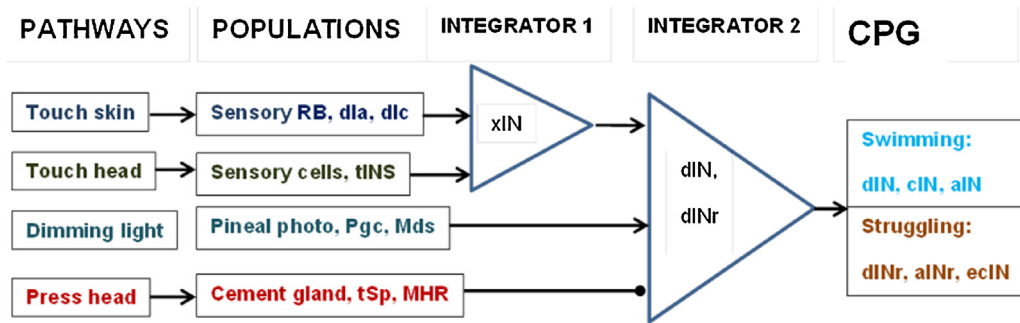 PATHWAYS
POPULATIONS
INTEGRATOR 1
INTEGRATOR 2
CPG
Touch skin
Sensory RB, dla, dlc
xIN
Touch head
Sensory cells, tINS
dIN,
dINr
Swimming:
dIN, cIN, aIN
Dimming light
Pineal photo, Pgc, Mds
Struggling:
dINr, aINr, ecIN
Press head
Cement gland, tSp, MHR